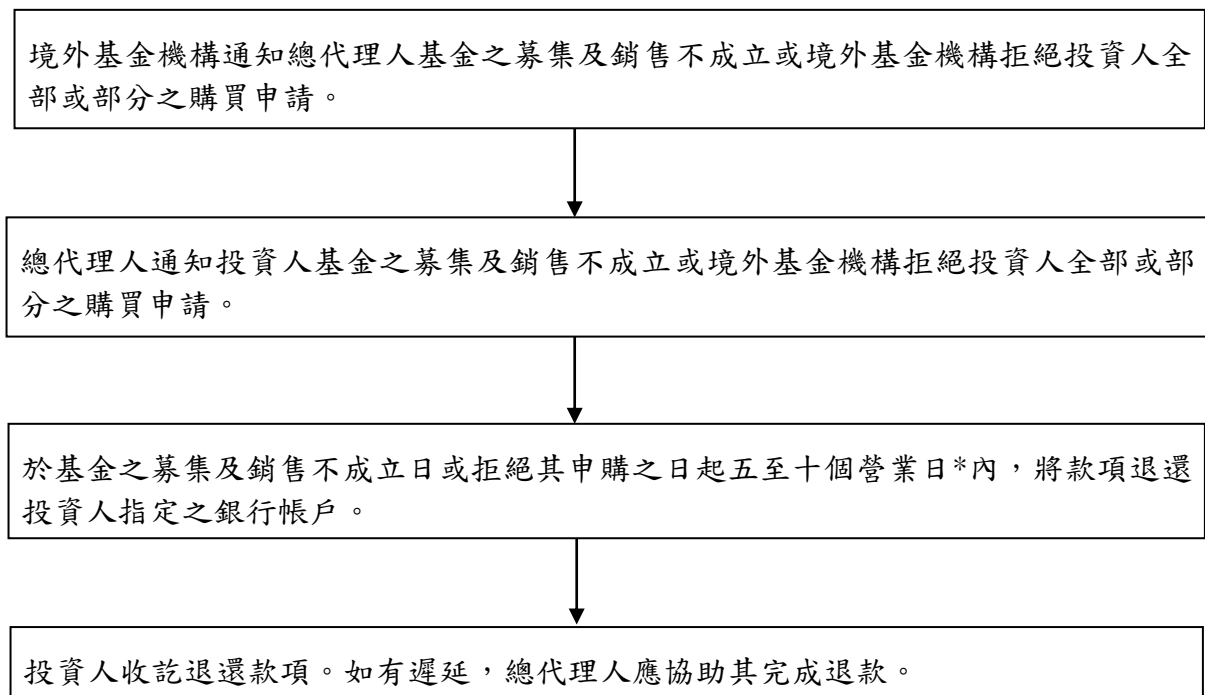 境外基金機構通知總代理人基金之募集及銷售不成立或境外基金機構拒絕投資人全
部或部分之購買申請。
總代理人通知投資人基金之募集及銷售不成立或境外基金機構拒絕投資人全部或部
分之購買申請。
於基金之募集及銷售不成立日或拒絕其申購之日起五至十個營業日*內，將款項退還
投資人指定之銀行帳戶。
投資人收訖退還款項。如有遲延，總代理人應協助其完成退款。